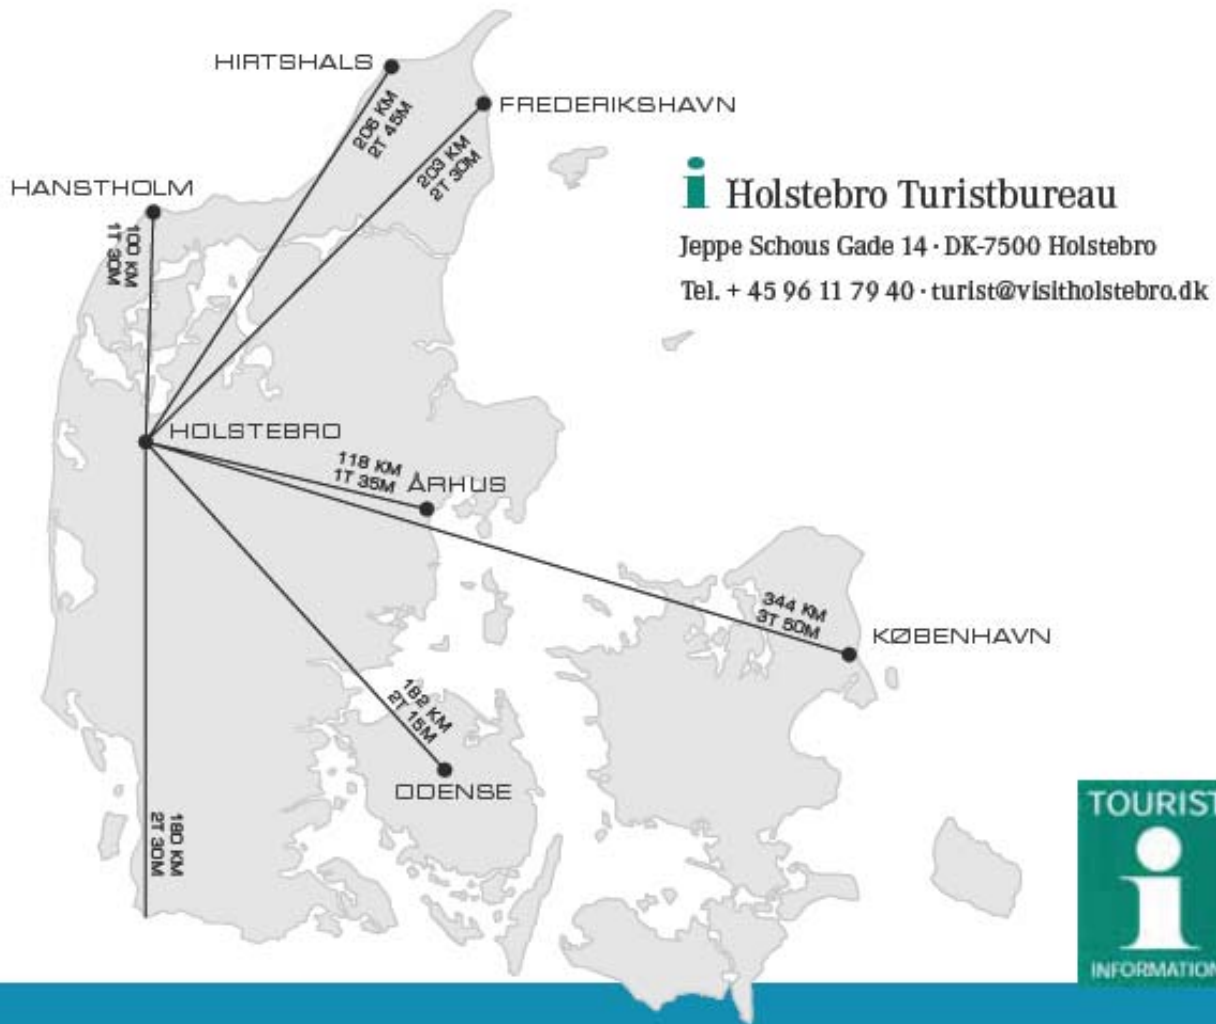 HIRTSHALS
206 KM
2T 45M
FREDERIKSHAVN
203 KM
2T 30M
HANSTHOLM
100 KM
1T 30M
i Holstebro Turistbureau
Jeppe Schous Gade 14 · DK-7500 Holstebro
Tel. + 45 96 11 79 40 · turist@visitholstebro.dk
HOLSTEBRO
118 KM
1T 35M
ÅRHUS
344 KM
3T 50M
KØBENHAVN
182 KM
2T 15M
ODENSE
180 KM
2T 30M
TOURIST
i
INFORMATION